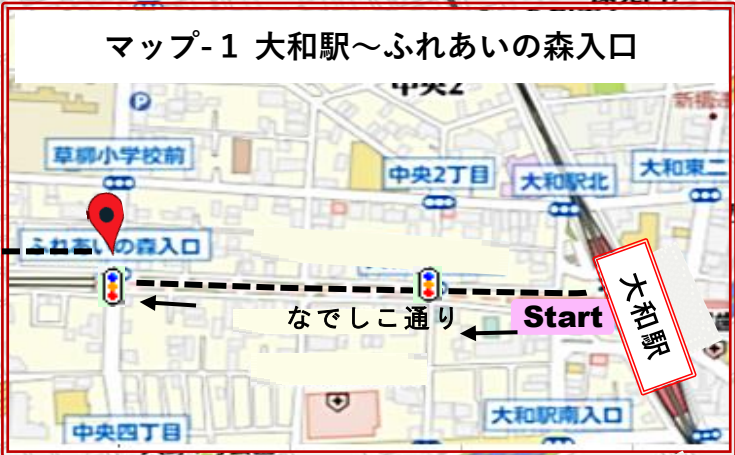 マップ-1 大和駅～ふれあいの森入口
中央2
新橋
草柳小学校前
中央2丁目
大和駅北
大和東二
ふれあいの森入口
なでしこ通り
Start
大和駅
大和駅南入口
中央四丁目